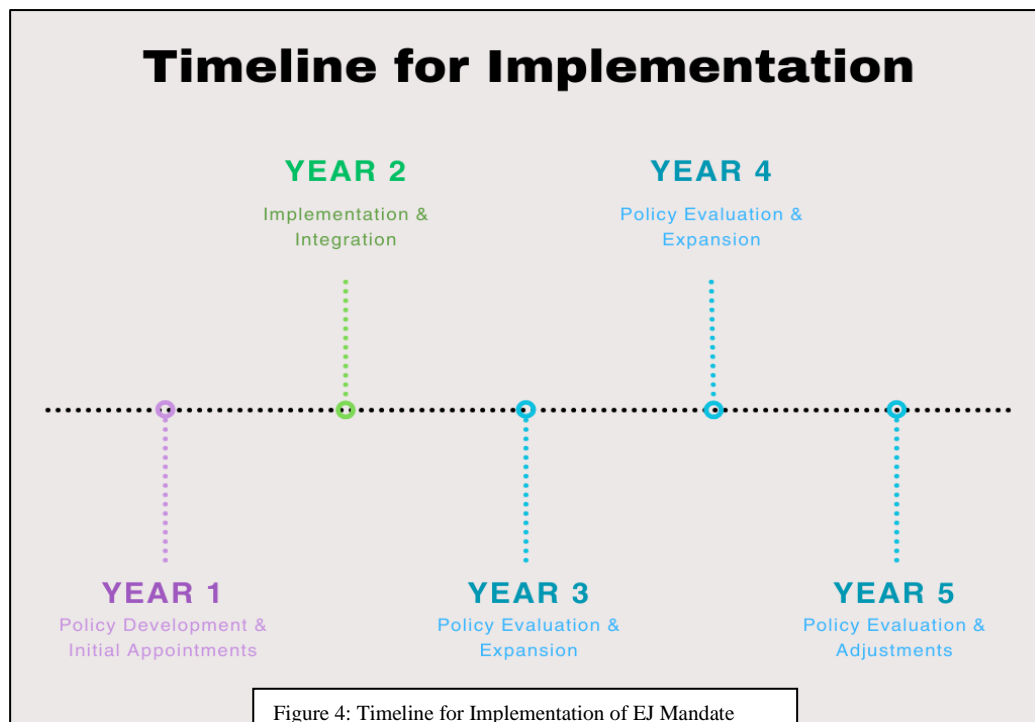 Timeline for Implementation
YEAR 2
Implementation &
Integration
YEAR 4
Policy Evaluation &
Expansion
YEAR 1
Policy Development &
Initial Appointments
YEAR 3
Policy Evaluation &
Expansion
YEAR 5
Policy Evaluation &
Adjustments
Figure 4: Timeline for Implementation of EJ Mandate